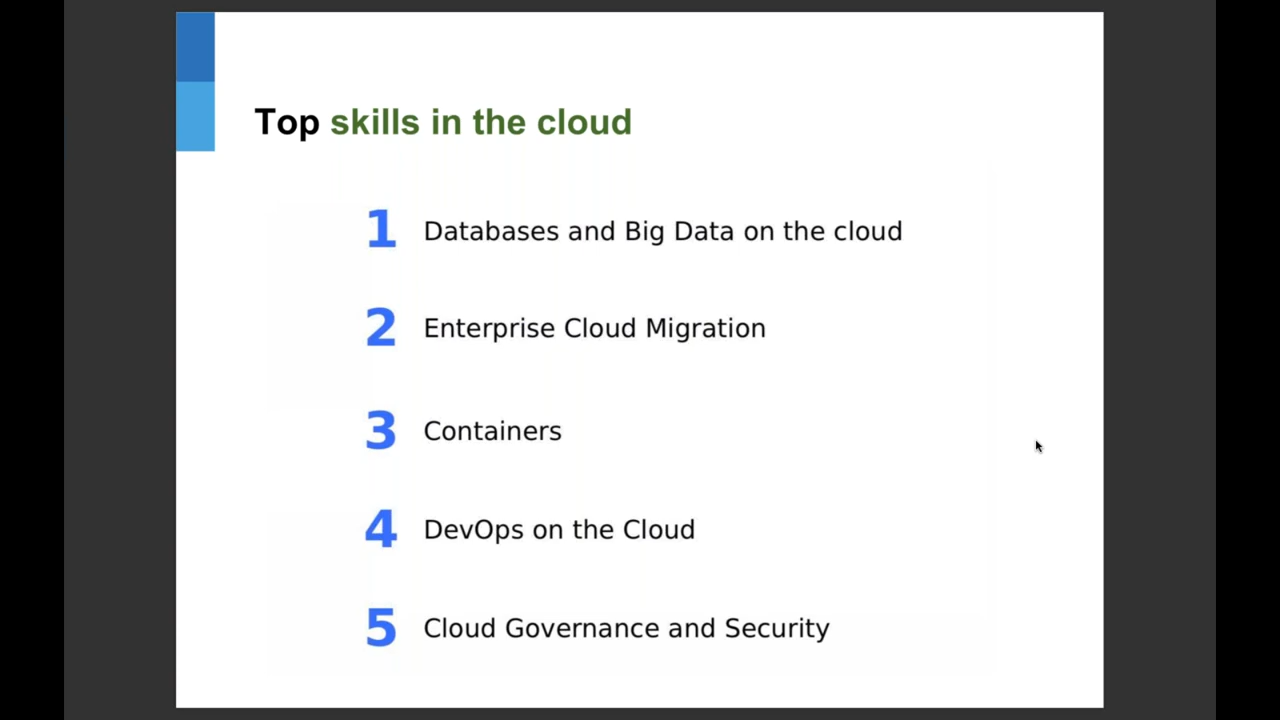 Top skills in the cloud
1 Databases and Big Data on the cloud
2 Enterprise Cloud Migration
3 Containers
4 DevOps on the Cloud
5 Cloud Governance and Security